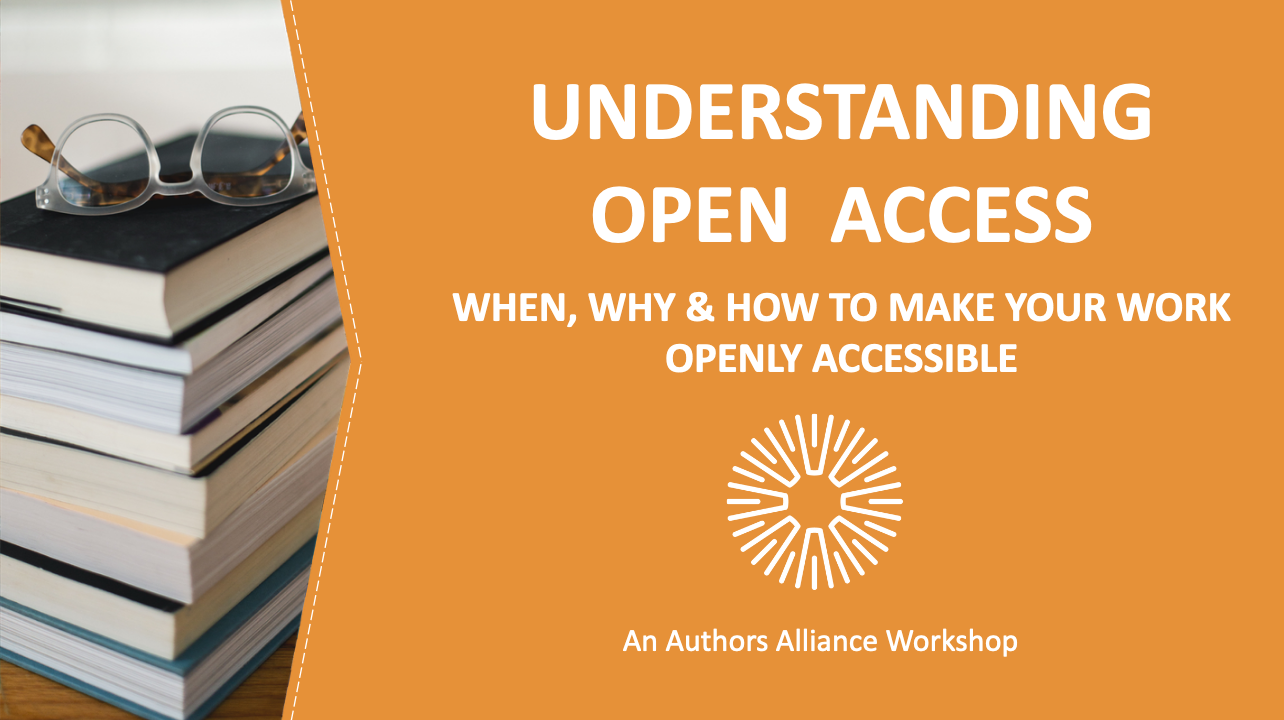 UNDERSTANDING
OPEN ACCESS
WHEN, WHY & HOW TO MAKE YOUR WORK
OPENLY ACCESSIBLE
An Authors Alliance Workshop